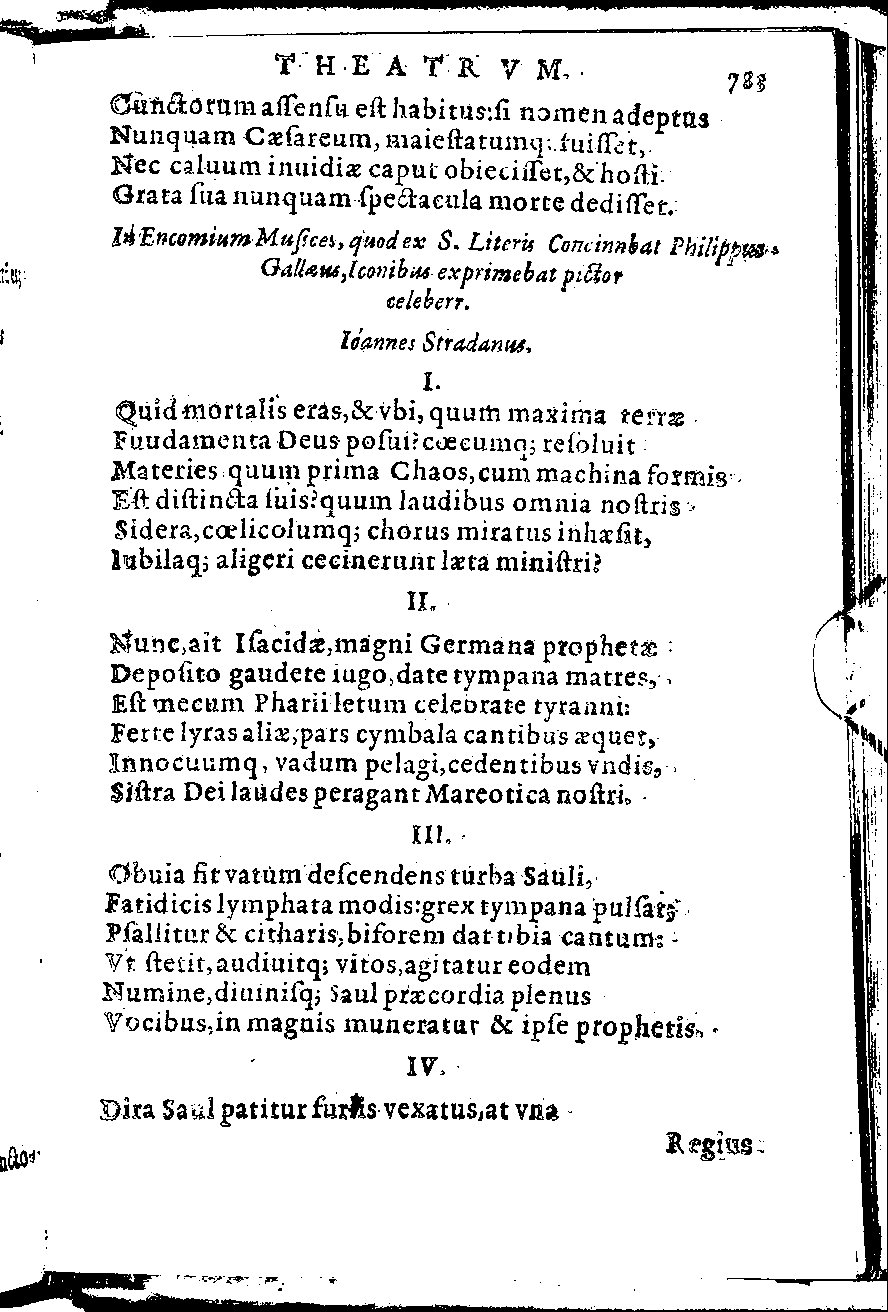 THEATRVM. 783
Cunctorum assensu est habitus: si nomen adeptus
Nunquam Cæsareum, maiestatumq; fuisset,
Nec caluum inuidiæ caput obiecisset, & hosti
Grata sua nunquam spectacula morte dedisset.
In Encomium Musices, quod ex S. Literis Concinnabat Philippus
Gallæus, Iconibus exprimebat pictor
celeberr.
Ioannes Stradanus.
I.
Quid mortalis eras, & vbi, quum maxima terræ
Fuudamenta Deus posui? cœcumq; resoluit
Materies quum prima Chaos, cum machina formis
Est distincta suis? quum laudibus omnia nostris
Sidera, cœlicolumq; chorus miratus inhæsit,
Iubilaq; aligeri cecinerunt læta ministri?
II.
Nunc, ait Isacidæ, magni Germana prophetæ
Deposito gaudete iugo, date tympana matres,
Est mecum Pharii letum celebrate tyranni:
Ferte lyras aliæ, pars cymbala cantibus æquet,
Innocuumq, vadum pelagi, cedentibus vndis,
Sistra Dei laudes peragant Mareotica nostri.
III.
Obuia fit vatum descendens turba Sauli,
Fatidicis lymphata modis: grex tympana pulsatq;
Psallitur & citharis, biforem dat tibia cantum:
Vt stetit, audiuitq; vitos, agitatur eodem
Numine, diuinisq; Saul præcordia plenus
Vocibus, in magnis muneratur & ipse prophetis.
IV.
Dira Saul patitur furiis vexatus, at vna
Regius